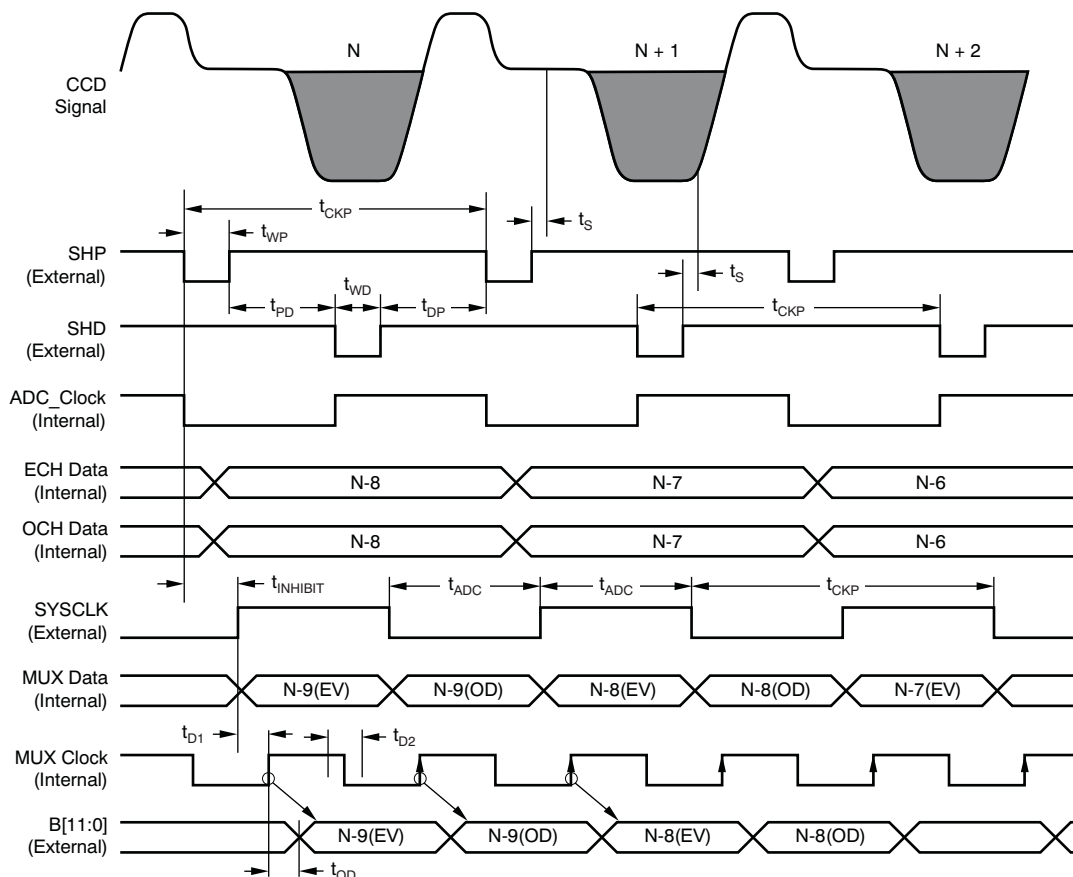 N
N + 1
N + 2
CCD
Signal
tCKP
tS
tWP
SHP
(External)
tS
tWD
tPD
tDP
tCKP
SHD
(External)
ADC_Clock
(Internal)
ECH Data
(Internal)
N-8
N-7
N-6
OCH Data
(Internal)
N-8
N-7
N-6
tINHIBIT
tADC
tADC
tCKP
SYSCLK
(External)
MUX Data
(Internal)
N-9(EV)
N-9(OD)
N-8(EV)
N-8(OD)
N-7(EV)
tD1
tD2
MUX Clock
(Internal)
B[11:0]
(External)
N-9(EV)
N-9(OD)
N-8(EV)
N-8(OD)
tOD